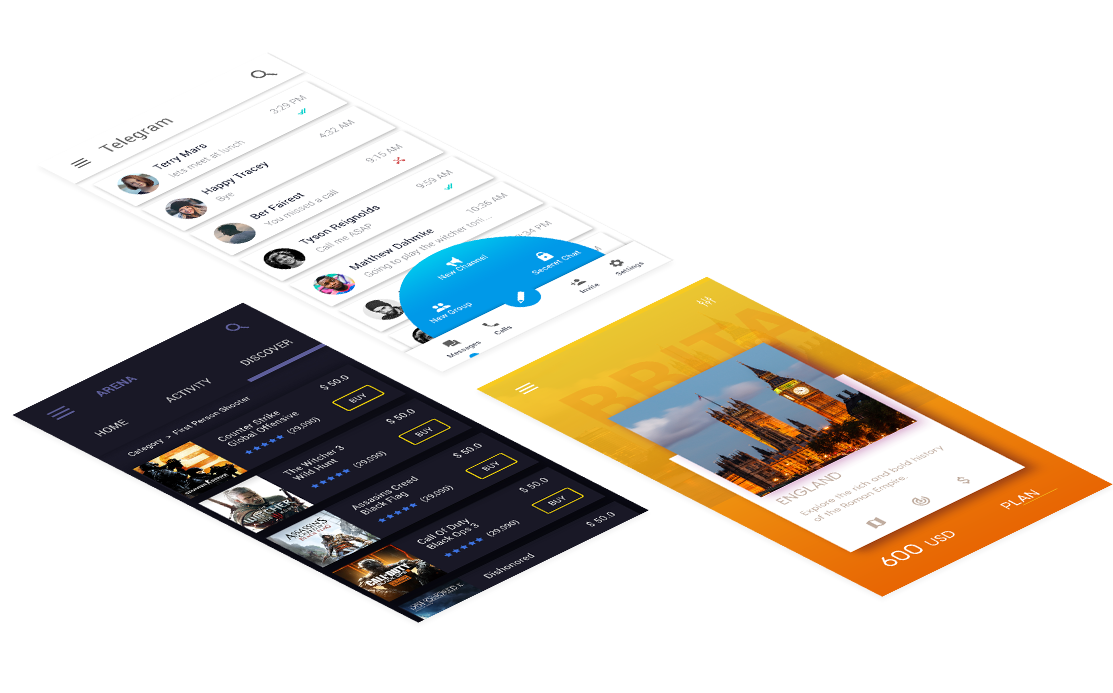 Telegram
Terry Mars
3:29 PM
lets meet at lunch
Happy Tracey
4:32 AM
Bye
Ber Fairest
9:15 AM
You missed a call
Tyson Reignolds
9:59 AM
Call me ASAP
Matthew Dahmke
10:36 AM
Going to play the witcher toni...
:34 PM
New Channel
Seceret Chat
New Group
Messages
Calls
Invite
Settings
ARENA
HOME
ACTIVITY
DISCOVER
Category > First Person Shooter
Counter Strike
Global Offensive
(29,090)
$ 50.0
BUY
The Witcher 3
Wild Hunt
(29,090)
$ 50.0
BUY
Assasins Creed
Black Flag
(29,090)
$ 50.0
BUY
Call Of Duty
Black Ops 3
(29,090)
$ 50.0
BUY
Dishonored
$ 50.0
WITCHER
ASSASSIN'S
CALL OF DUTY
ENGLAND
Explore the rich and bold history
of the Roman Empire.
600 USD
PLAN